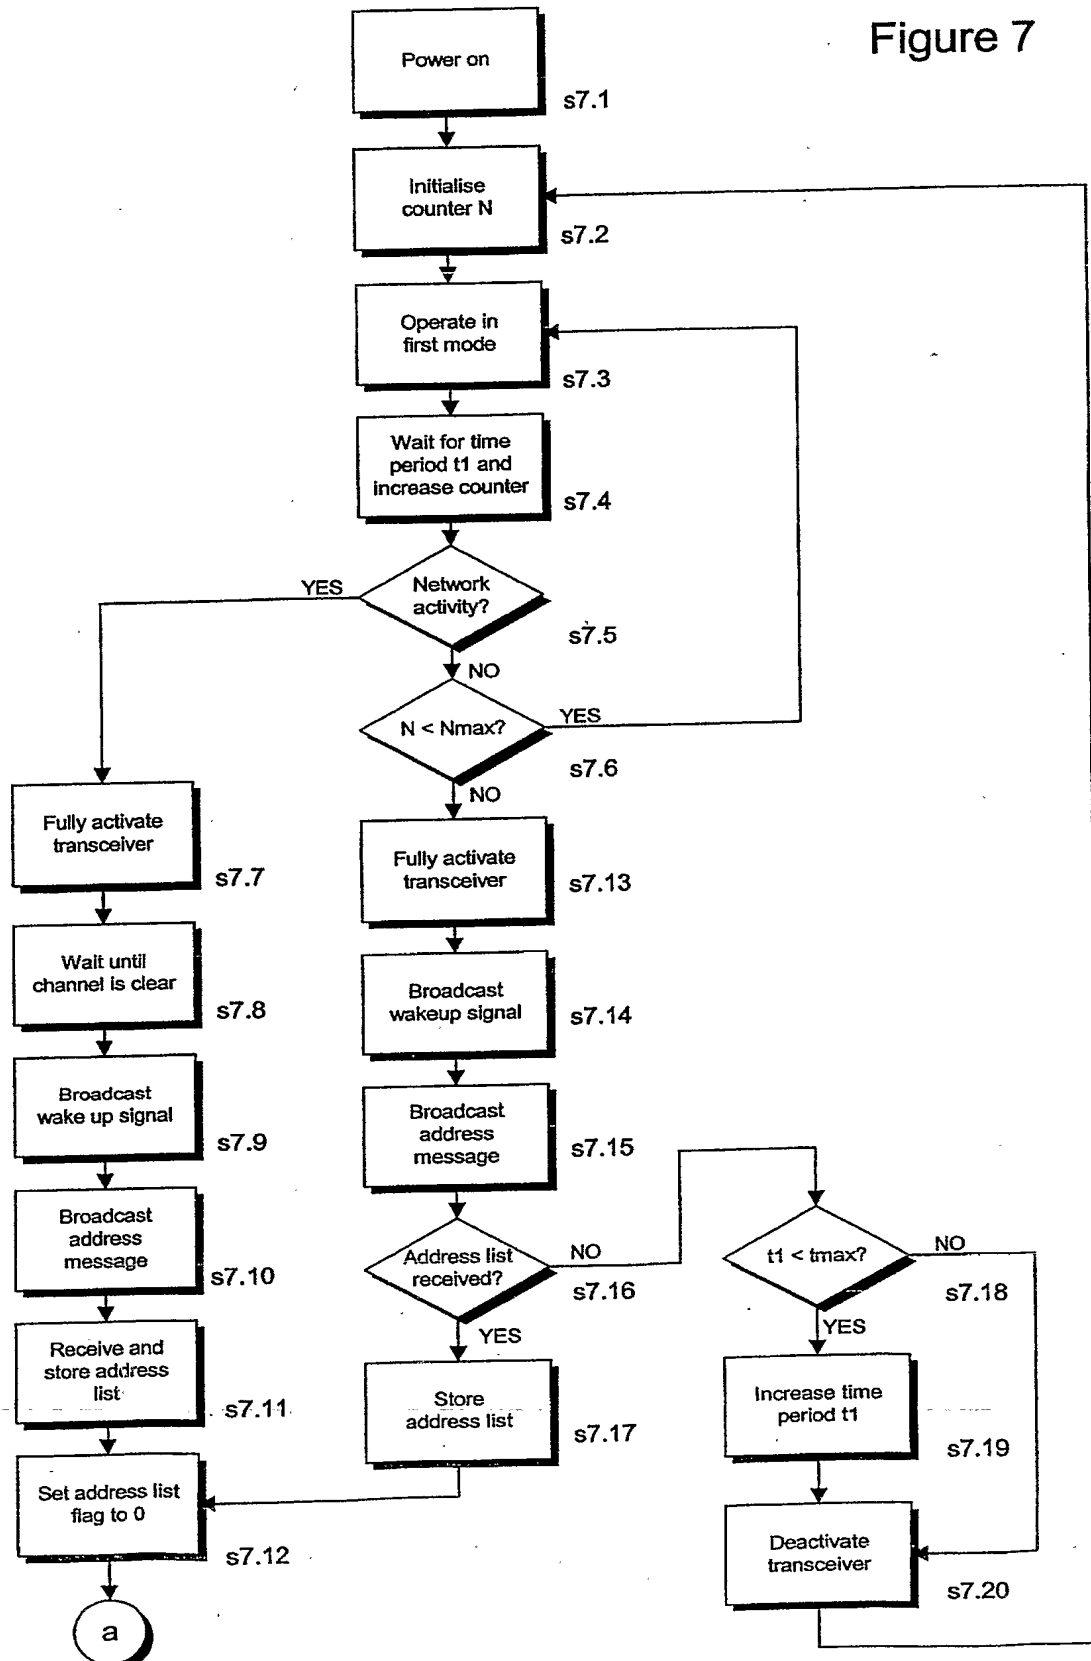 Figure 7
Power on
s7.1
Initialise
counter N
s7.2
Operate in
first mode
s7.3
Wait for time
period t1 and
increase counter
s7.4
Network
activity?
YES
s7.5
NO
N < Nmax?
YES
s7.6
NO
Fully activate
transceiver
s7.7
Wait until
channel is clear
s7.8
Broadcast
wake up signal
s7.9
Broadcast
address
message
s7.10
Receive and
store address
list
s7.11
Set address list
flag to 0
s7.12
a
Fully activate
transceiver
s7.13
Broadcast
wakeup signal
s7.14
Broadcast
address
message
s7.15
Address list
received?
NO
s7.16
YES
Store
address list
s7.17
t1 < tmax?
NO
s7.18
YES
Increase time
period t1
s7.19
Deactivate
transceiver
s7.20